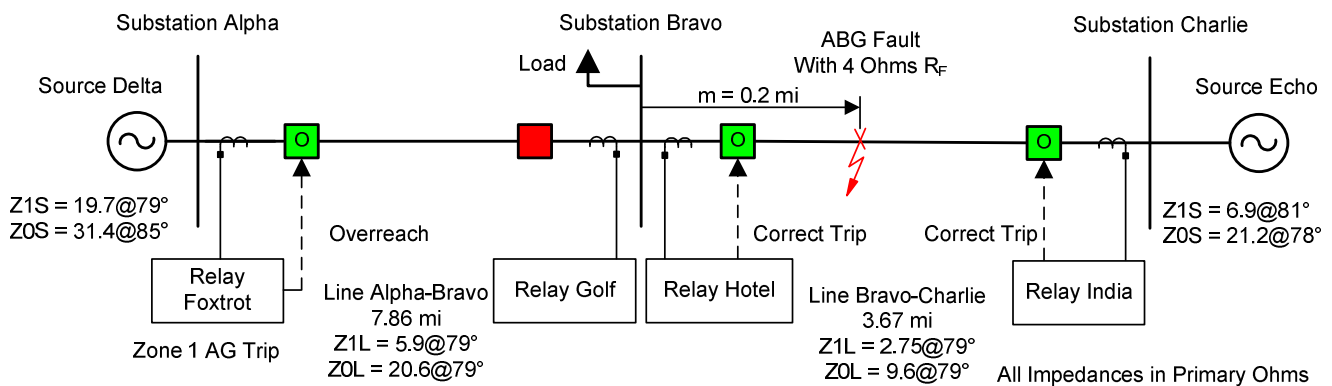 Substation Alpha
Substation Bravo
Substation Charlie
ABG Fault
With 4 Ohms RF
Load
Source Delta
Source Echo
m = 0.2 mi
O
O
O
Z1S = 19.7@79°
Z0S = 31.4@85°
Z1S = 6.9@81°
Z0S = 21.2@78°
Overreach
Correct Trip
Correct Trip
Relay
Foxtrot
Line Alpha-Bravo
7.86 mi
Z1L = 5.9@79°
Z0L = 20.6@79°
Relay Golf
Relay Hotel
Line Bravo-Charlie
3.67 mi
Z1L = 2.75@79°
Z0L = 9.6@79°
Relay India
Zone 1 AG Trip
All Impedances in Primary Ohms